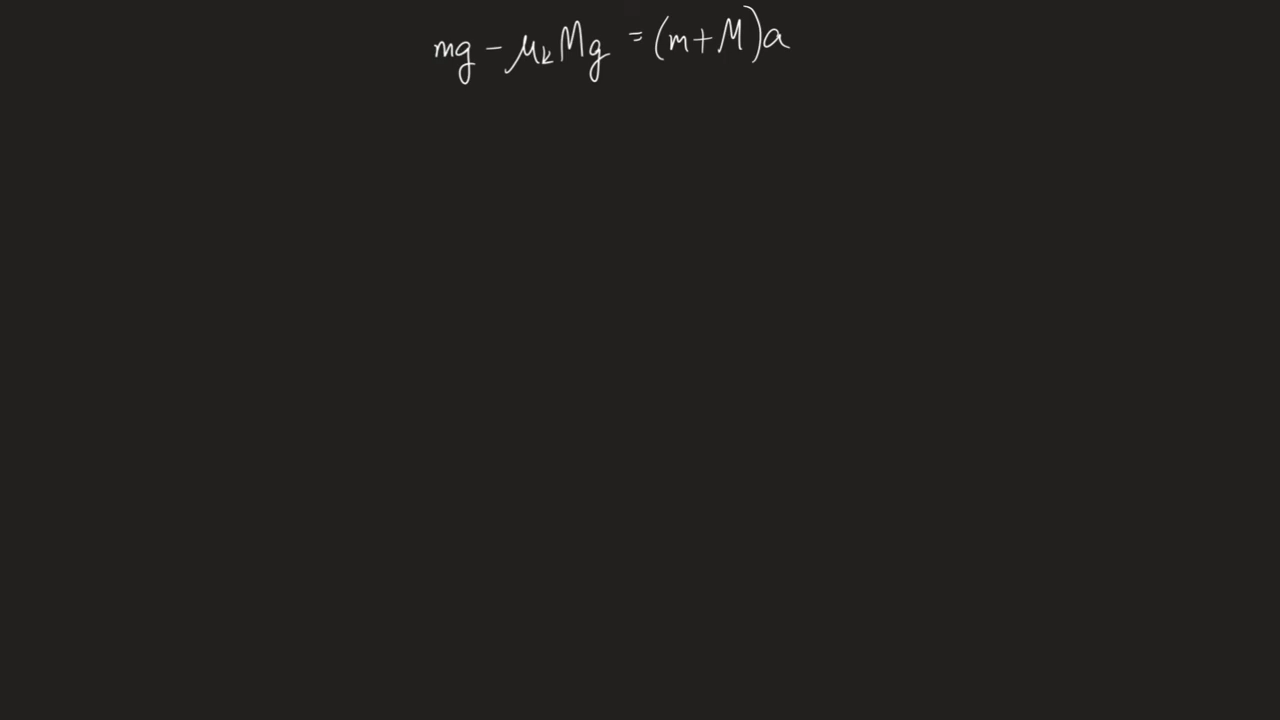 mg - μₖMg = (m+M)a